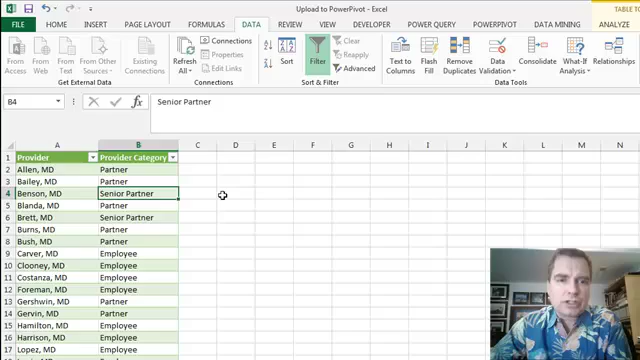 Upload to PowerPivot - Excel
TABLE TO
FILE HOME INSERT PAGE LAYOUT FORMULAS DATA REVIEW VIEW DEVELOPER POWER QUERY POWERPIVOT DATA MINING ANALYZE
From Access
From Web
From Text
From Other Sources
Existing Connections
Get External Data
Refresh All
Connections
Properties
Edit Links
Connections
Sort
Filter
Clear
Reapply
Advanced
Sort & Filter
Text to Columns
Flash Fill
Remove Duplicates
Data Validation
Consolidate
What-If Analysis
Relationships
Data Tools
B4 fx Senior Partner
A B C D E F G H I J K L M N
1 Provider Provider Category
2 Allen, MD Partner
3 Bailey, MD Partner
4 Benson, MD Senior Partner
5 Blanda, MD Partner
6 Brett, MD Senior Partner
7 Burns, MD Partner
8 Bush, MD Partner
9 Carver, MD Employee
10 Clooney, MD Employee
11 Costanza, MD Employee
12 Foreman, MD Employee
13 Gershwin, MD Partner
14 Gervin, MD Partner
15 Hamilton, MD Employee
16 Harrison, MD Employee
17 Lopez, MD Employee